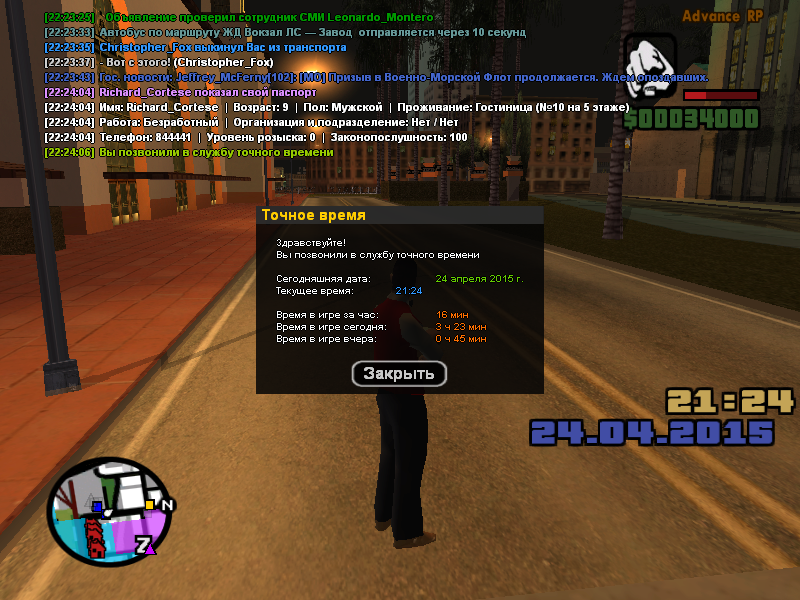 [22:23:25] Объявление проверил сотрудник СМИ Leonardo_Montero
Advance RP
[22:23:33] Автобус по маршруту ЖД Вокзал ЛС — Завод отправляется через 10 секунд
[22:23:35] Christopher_Fox выкинул Вас из транспорта
[22:23:37] - Вот с этого! (Christopher_Fox)
[22:23:43] Гос. новости: Jeffrey_McFerny[102]: [МО] Призыв в Военно-Морской Флот продолжается. Ждем опоздавших.
[22:24:04] Richard_Cortese показал свой паспорт
[22:24:04] Имя: Richard_Cortese | Возраст: 9 | Пол: Мужской | Проживание: Гостиница (№10 на 5 этаже)
$00034000
[22:24:04] Работа: Безработный | Организация и подразделение: Нет / Нет
[22:24:04] Телефон: 844441 | Уровень розыска: 0 | Законопослушность: 100
[22:24:06] Вы позвонили в службу точного времени
Точное время
Здравствуйте!
Вы позвонили в службу точного времени
Сегодняшняя дата: 24 апреля 2015 г.
Текущее время: 21:24
Время в игре за час: 16 мин
Время в игре сегодня: 3 ч 23 мин
Время в игре вчера: 0 ч 45 мин
Закрыть
21:24
24.04.2015
N
Z